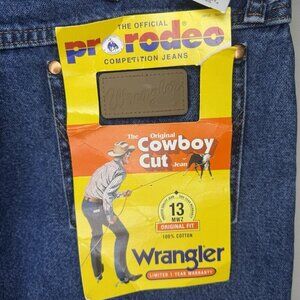 THE OFFICIAL
pro rodeo
COMPETITION JEANS
Wrangler
The Original
Cowboy
Cut Jean
13
MWZ
ORIGINAL FIT
100% COTTON
Wrangler
LIMITED 1 YEAR WARRANTY